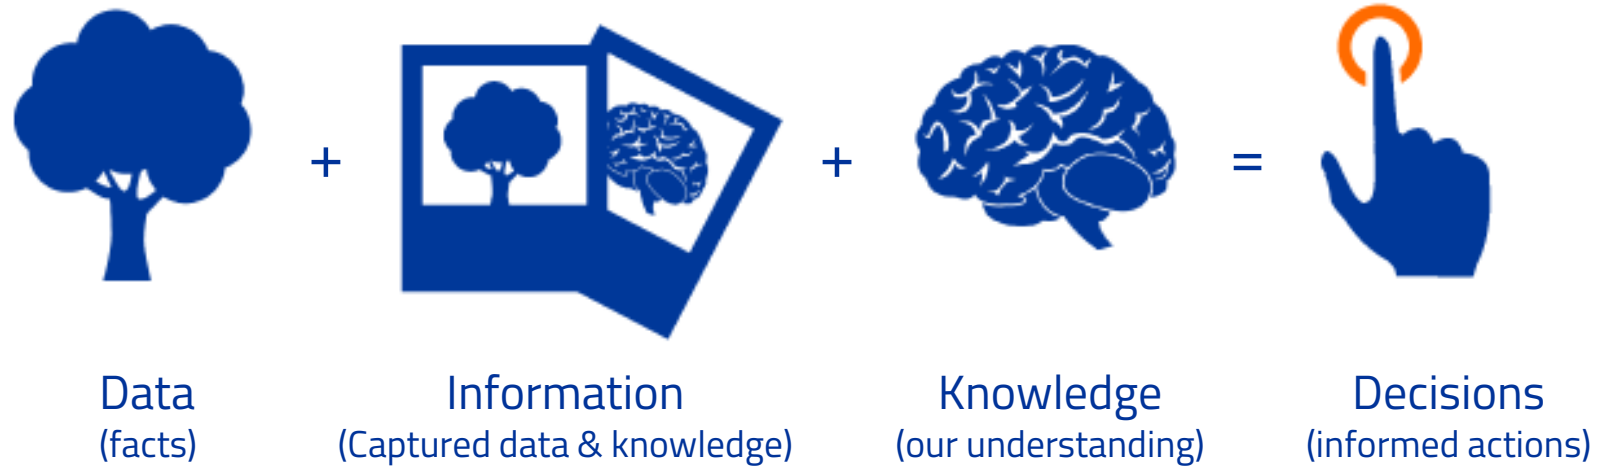 + + =
Data Information Knowledge Decisions
(facts) (Captured data & knowledge) (our understanding) (informed actions)